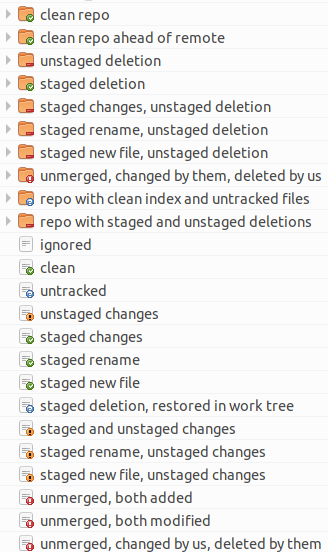 clean repo
clean repo ahead of remote
unstaged deletion
staged deletion
staged changes, unstaged deletion
staged rename, unstaged deletion
staged new file, unstaged deletion
unmerged, changed by them, deleted by us
repo with clean index and untracked files
repo with staged and unstaged deletions
ignored
clean
untracked
unstaged changes
staged changes
staged rename
staged new file
staged deletion, restored in work tree
staged and unstaged changes
staged rename, unstaged changes
staged new file, unstaged changes
unmerged, both added
unmerged, both modified
unmerged, changed by us, deleted by them